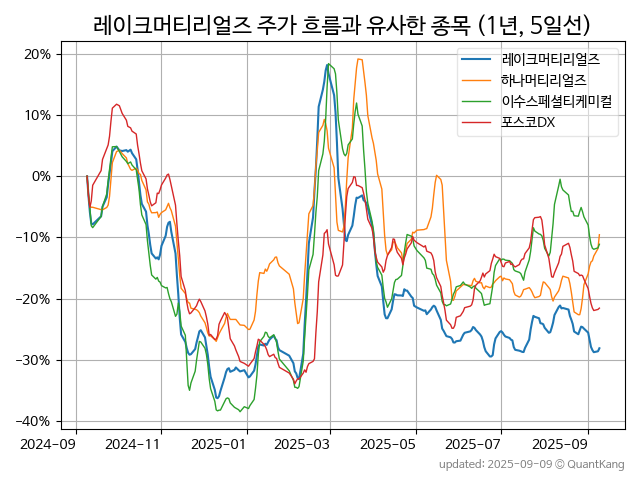 레이크머티리얼즈 주가 흐름과 유사한 종목 (1년, 5일선)
레이크머티리얼즈
하나머티리얼즈
이수스페셜티케미컬
포스코DX
20%
10%
0%
−10%
−20%
−30%
−40%
2024-09
2024-11
2025-01
2025-03
2025-05
2025-07
2025-09
updated: 2025-09-09 © QuantKang